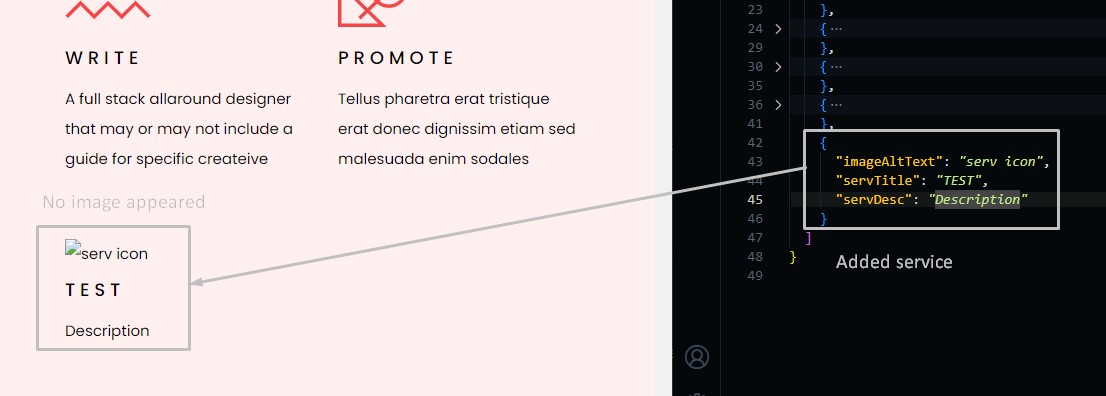 WRITE
PROMOTE
A full stack allaround designer
that may or may not include a
guide for specific createive
Tellus pharetra erat tristique
erat donec dignissim etiam sed
malesuada enim sodales
No image appeared
serv icon
TEST
Description
23 },
24 > {⋯
29 },
30 > {⋯
35 },
36 > {⋯
41 },
42 {
43 "imageAltText": "serv icon",
44 "servTitle": "TEST",
45 "servDesc": "Description"
46 }
47 ]
48 }
49
Added service